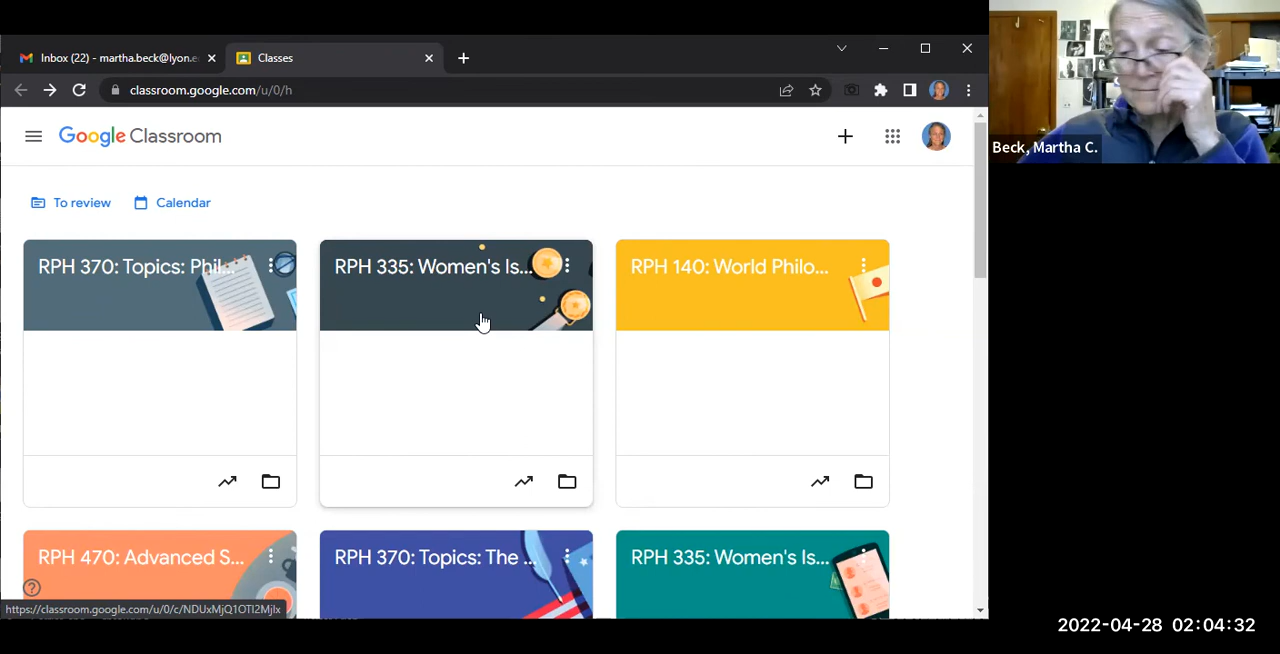 Inbox (22) - martha.beck@lyon.e
Classes
classroom.google.com/u/0/h
Google Classroom
Beck, Martha C.
To review
Calendar
RPH 370: Topics: Phil...
RPH 335: Women's Is...
RPH 140: World Philo...
RPH 470: Advanced S...
RPH 370: Topics: The ...
RPH 335: Women's Is...
https://classroom.google.com/u/0/c/NDUxMjQ1OTI2MjIx
2022-04-28 02:04:32